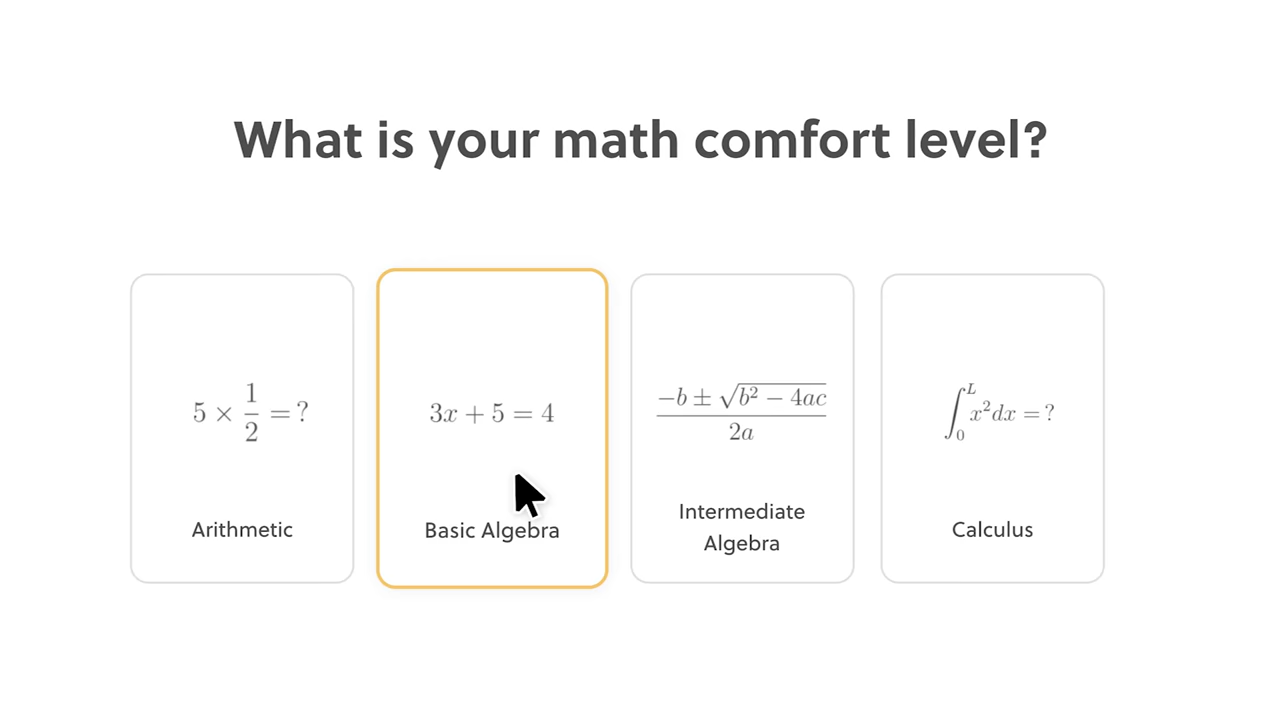 What is your math comfort level?
5 × 1/2 = ?
Arithmetic
3x + 5 = 4
Basic Algebra
−b ± √(b² − 4ac) / 2a
Intermediate
Algebra
∫₀ᴸ x²dx = ?
Calculus